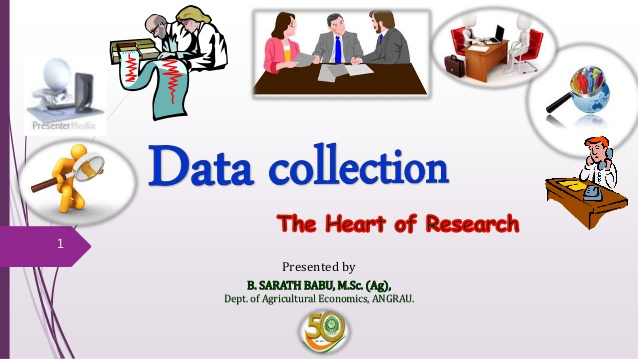 PresenterMedia
Data collection
The Heart of Research
1
Presented by
B. SARATH BABU, M.Sc. (Ag),
Dept. of Agricultural Economics, ANGRAU.
50